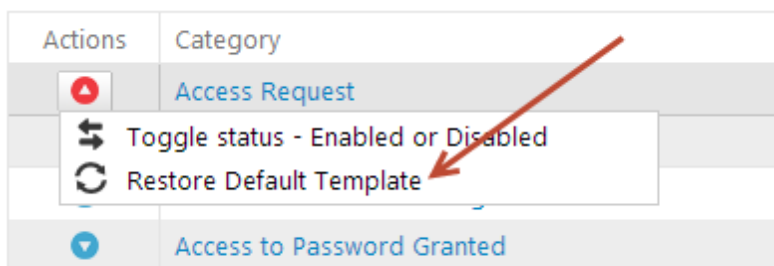 Actions Category
Access Request
Toggle status - Enabled or Disabled
Restore Default Template
Access to Password Granted